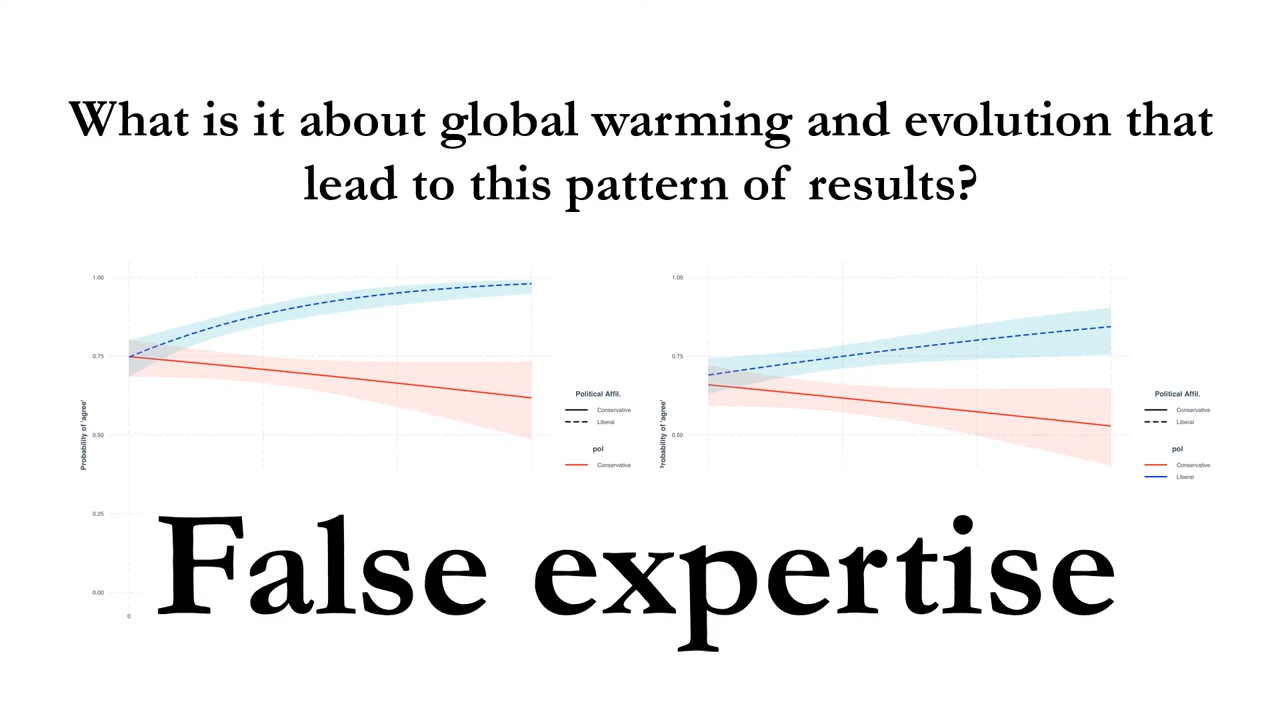 What is it about global warming and evolution that
lead to this pattern of results?
1.00
0.75
0.50
0.25
0.00
0
Probability of 'agree'
Political Affil.
Conservative
Liberal
pol
Conservative
1.00
0.75
0.50
Probability of 'agree'
Political Affil.
Conservative
Liberal
pol
Conservative
Liberal
False expertise